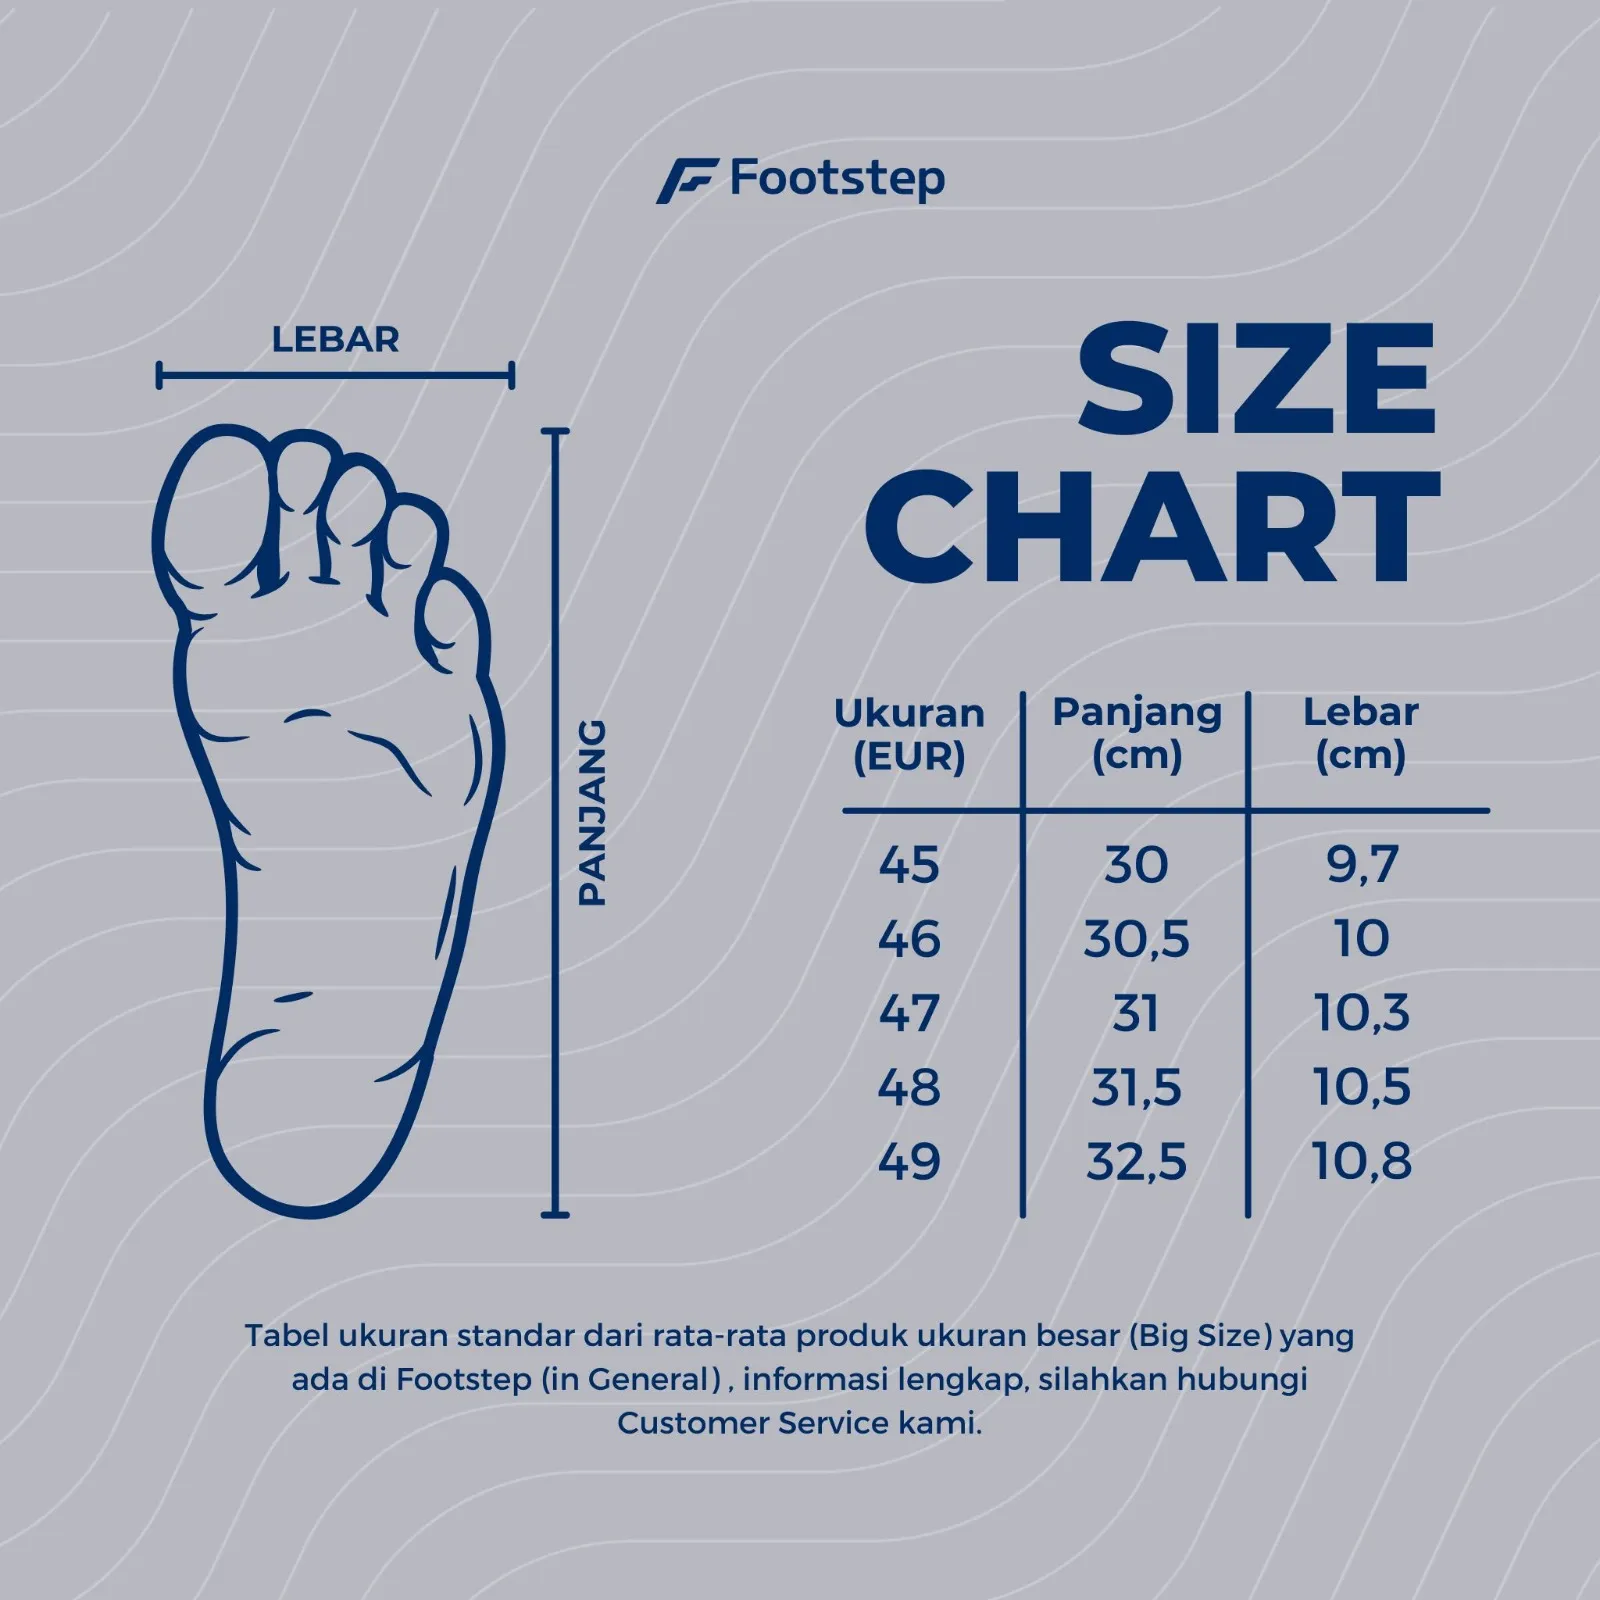 Footstep
LEBAR
PANJANG
SIZE
CHART
Ukuran (EUR) Panjang (cm) Lebar (cm)
45 30 9,7
46 30,5 10
47 31 10,3
48 31,5 10,5
49 32,5 10,8
Tabel ukuran standar dari rata-rata produk ukuran besar (Big Size) yang
ada di Footstep (in General) , informasi lengkap, silahkan hubungi
Customer Service kami.